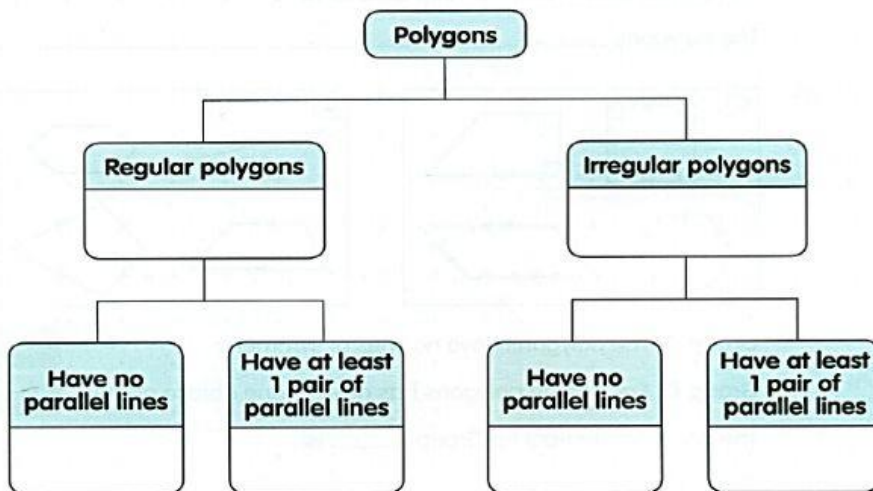 Polygons
Regular polygons
Irregular polygons
Have no
parallel lines
Have at least
1 pair of
parallel lines
Have no
parallel lines
Have at least
1 pair of
parallel lines